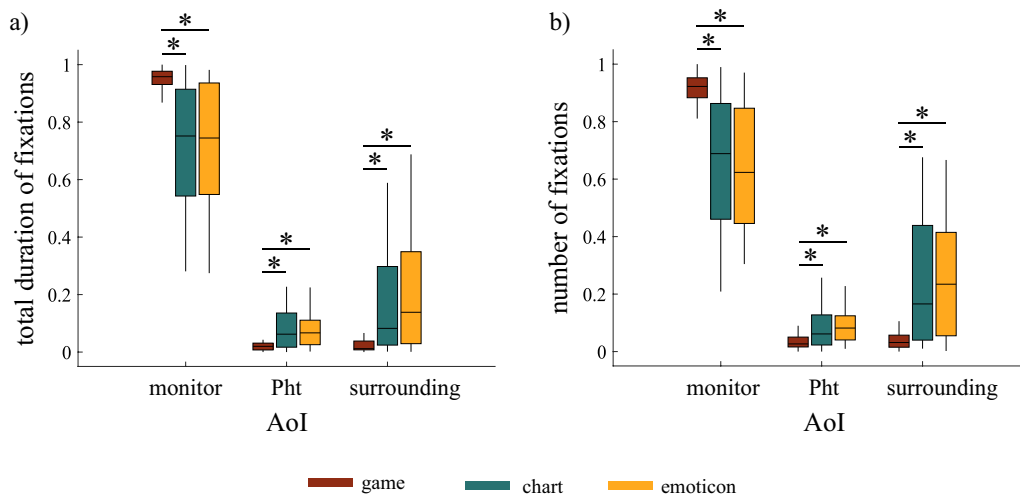 a)
total duration of fixations
1
0.8
0.6
0.4
0.2
0
* *
* *
* *
monitor Pht surrounding
AoI
b)
number of fixations
1
0.8
0.6
0.4
0.2
0
* *
* *
* *
monitor Pht surrounding
AoI
game chart emoticon